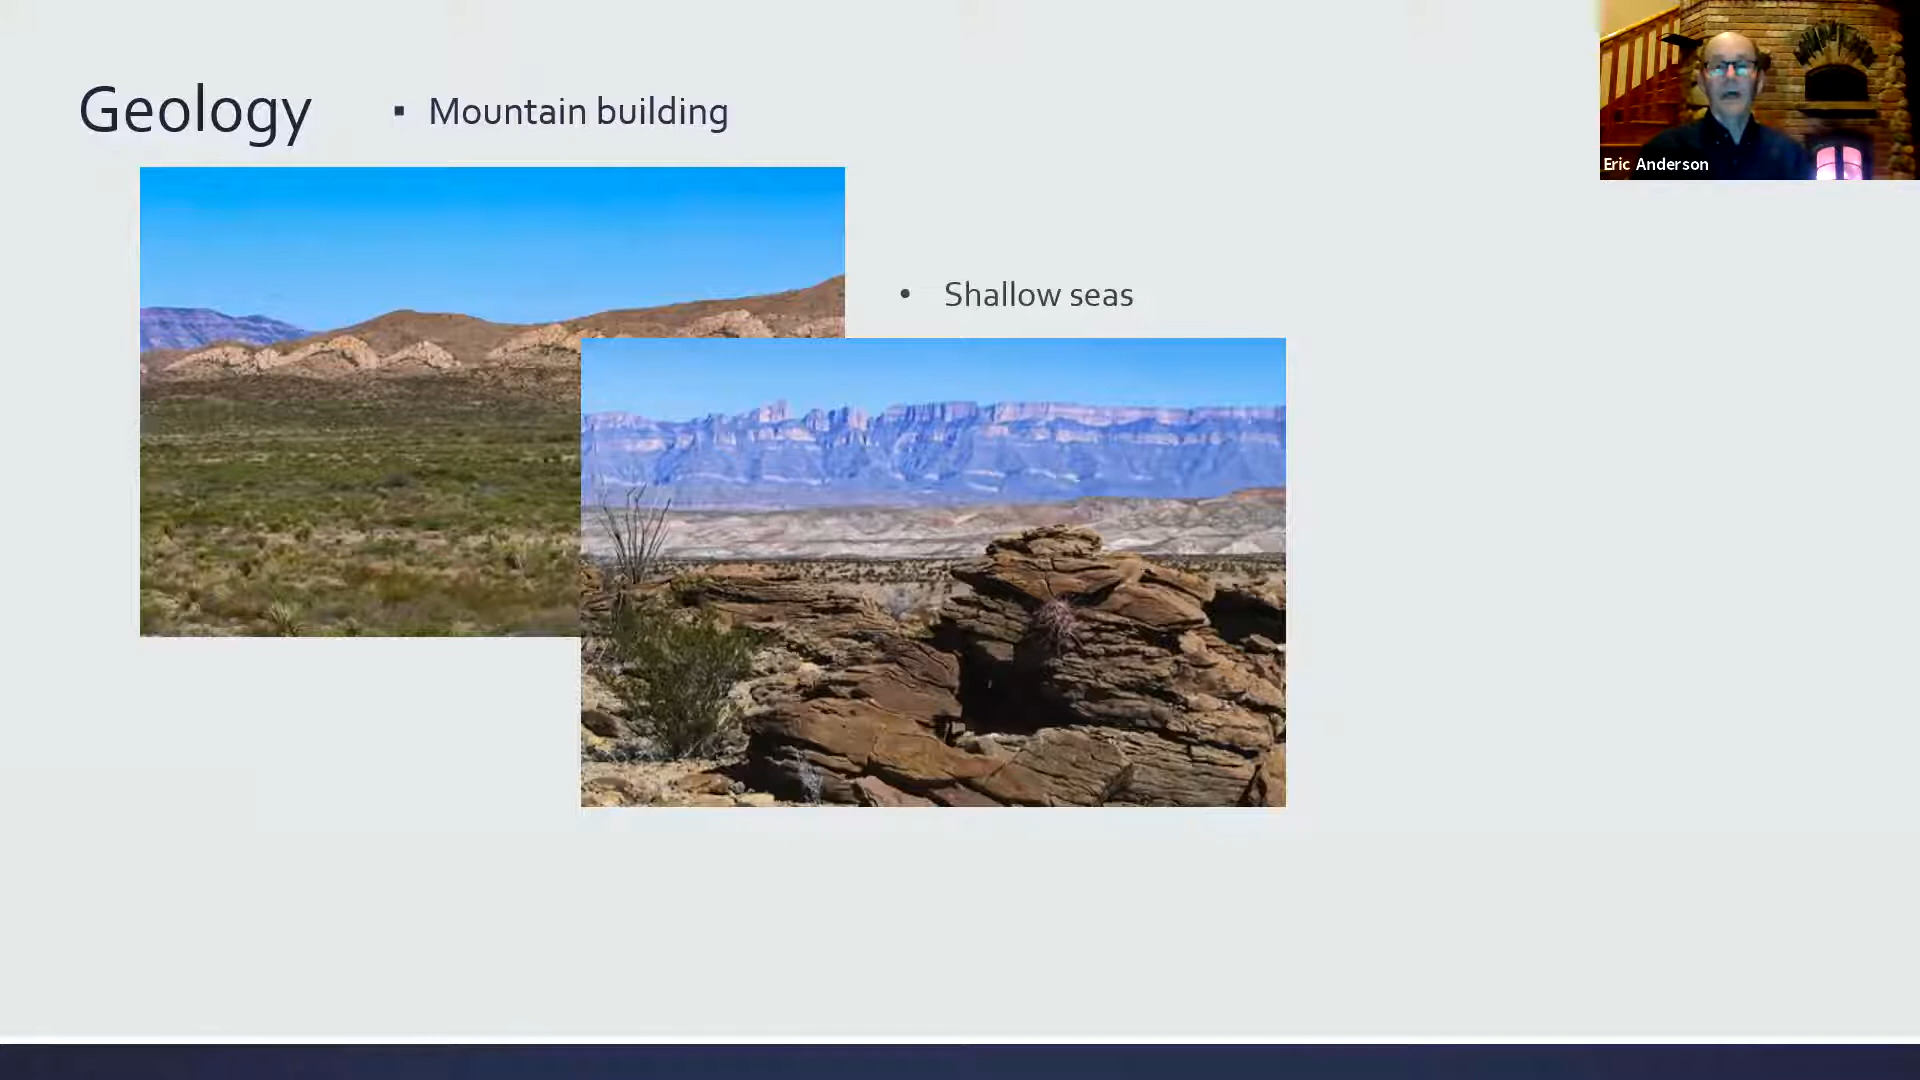 Geology
▪ Mountain building
Eric Anderson
• Shallow seas